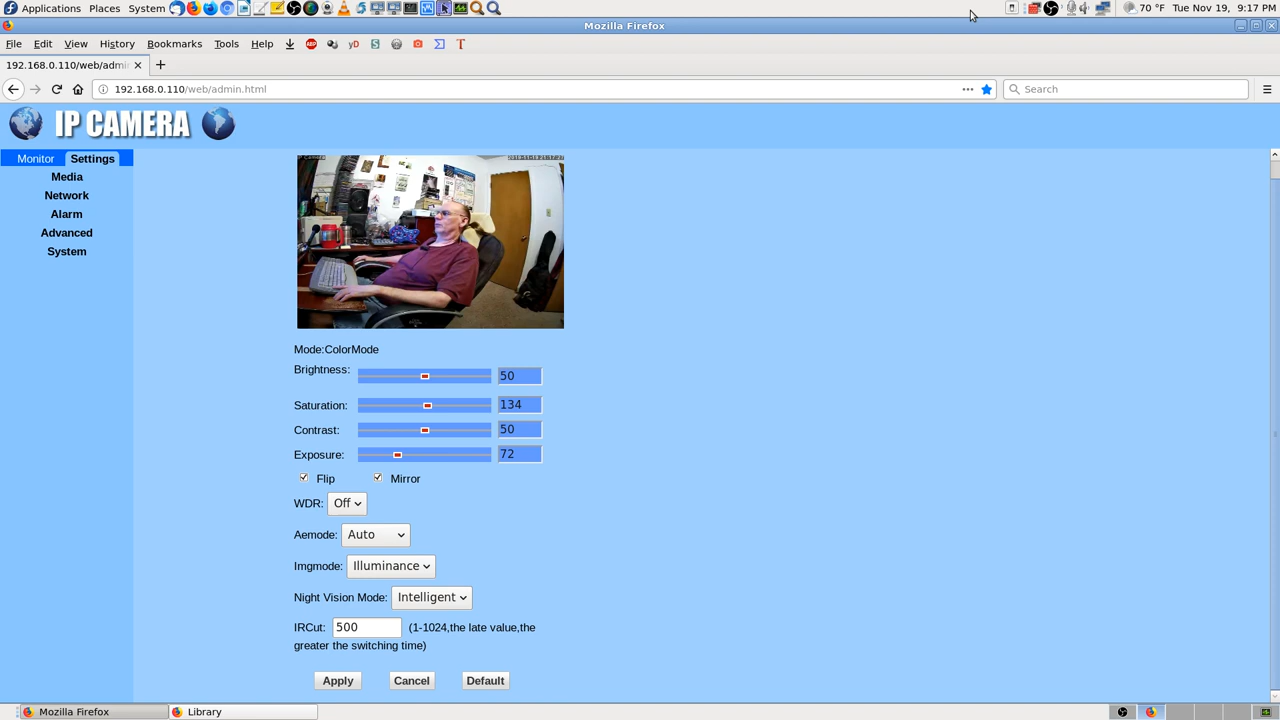 Applications Places System 70 °F Tue Nov 19, 9:17 PM
Mozilla Firefox
File Edit View History Bookmarks Tools Help ABP yD S T
192.168.0.110/web/admi
192.168.0.110/web/admin.html Search
IP CAMERA
Monitor Settings
Media
Network
Alarm
Advanced
System
Mode:ColorMode
Brightness: 50
Saturation: 134
Contrast: 50
Exposure: 72
Flip Mirror
WDR: Off
Aemode: Auto
Imgmode: Illuminance
Night Vision Mode: Intelligent
IRCut: 500 (1-1024,the late value,the
greater the switching time)
Apply Cancel Default
Mozilla Firefox Library